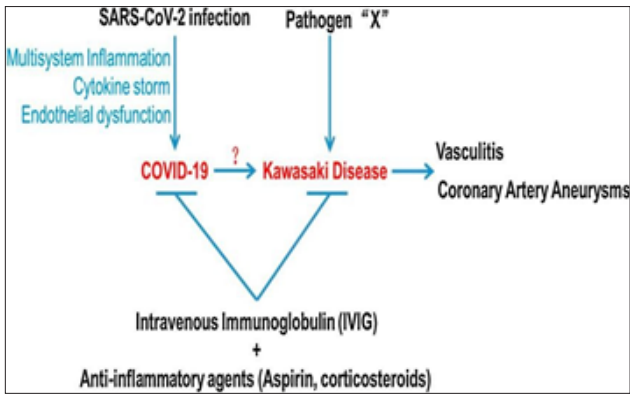 SARS-CoV-2 infection
Pathogen “X”
Multisystem Inflammation
Cytokine storm
Endothelial dysfunction
COVID-19
?
Kawasaki Disease
Vasculitis
Coronary Artery Aneurysms
Intravenous Immunoglobulin (IVIG)
+
Anti-inflammatory agents (Aspirin, corticosteroids)